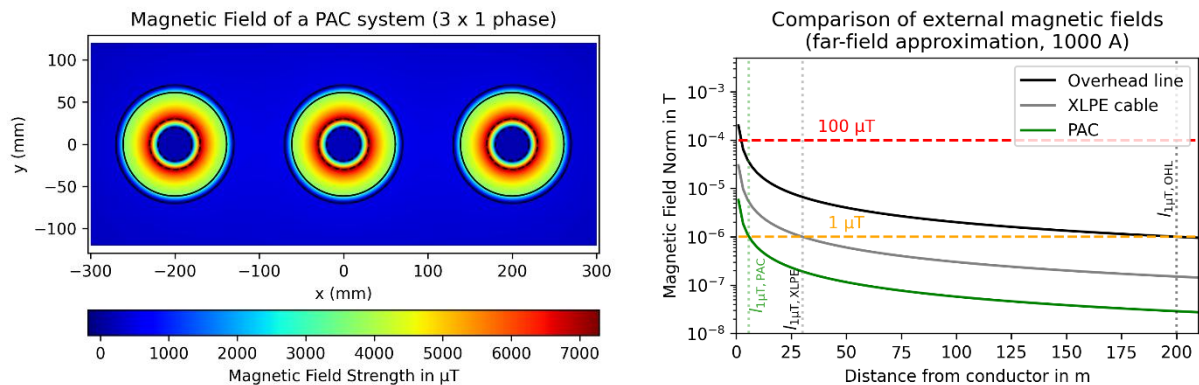 Magnetic Field of a PAC system (3 x 1 phase)
y (mm)
100
50
0
−50
−100
−300
−200
−100
0
100
200
300
x (mm)
0
1000
2000
3000
4000
5000
6000
7000
Magnetic Field Strength in μT
Comparison of external magnetic fields
(far-field approximation, 1000 A)
Magnetic Field Norm in T
10⁻³
10⁻⁴
10⁻⁵
10⁻⁶
10⁻⁷
10⁻⁸
Overhead line
XLPE cable
PAC
100 μT
1 μT
l₁μT, PAC
l₁μT, XLPE
l₁μT, OHL
0
25
50
75
100
125
150
175
200
Distance from conductor in m